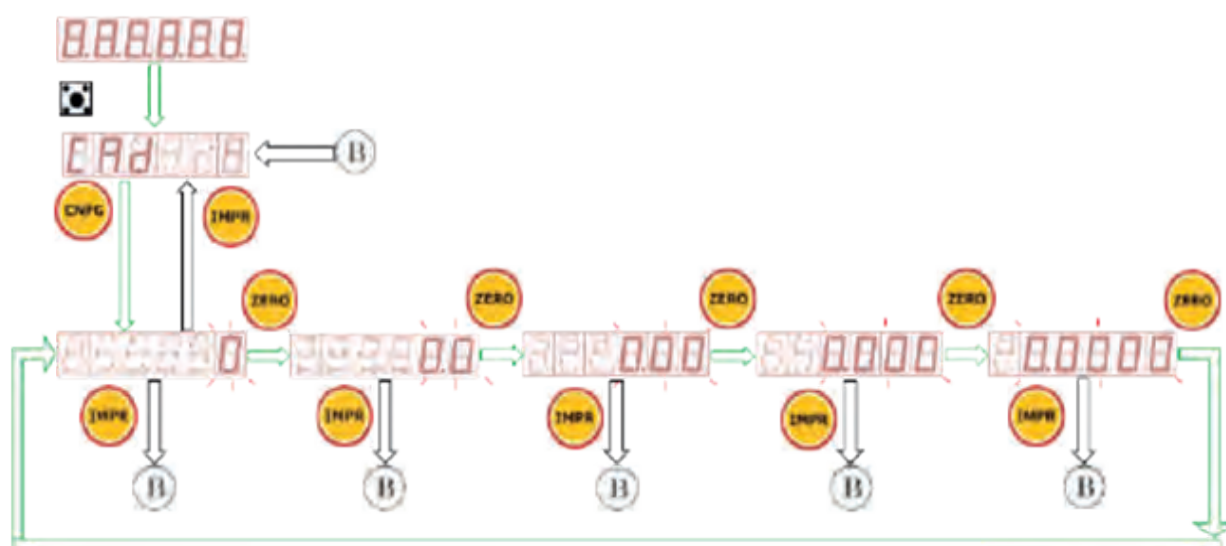 8.8.8.8.8.8.
CAd
B
CNFG
IMPR
ZERO
ZERO
ZERO
ZERO
ZERO
0
0.0
0.00
0.000
0.0000
IMPR
IMPR
IMPR
IMPR
IMPR
B
B
B
B
B